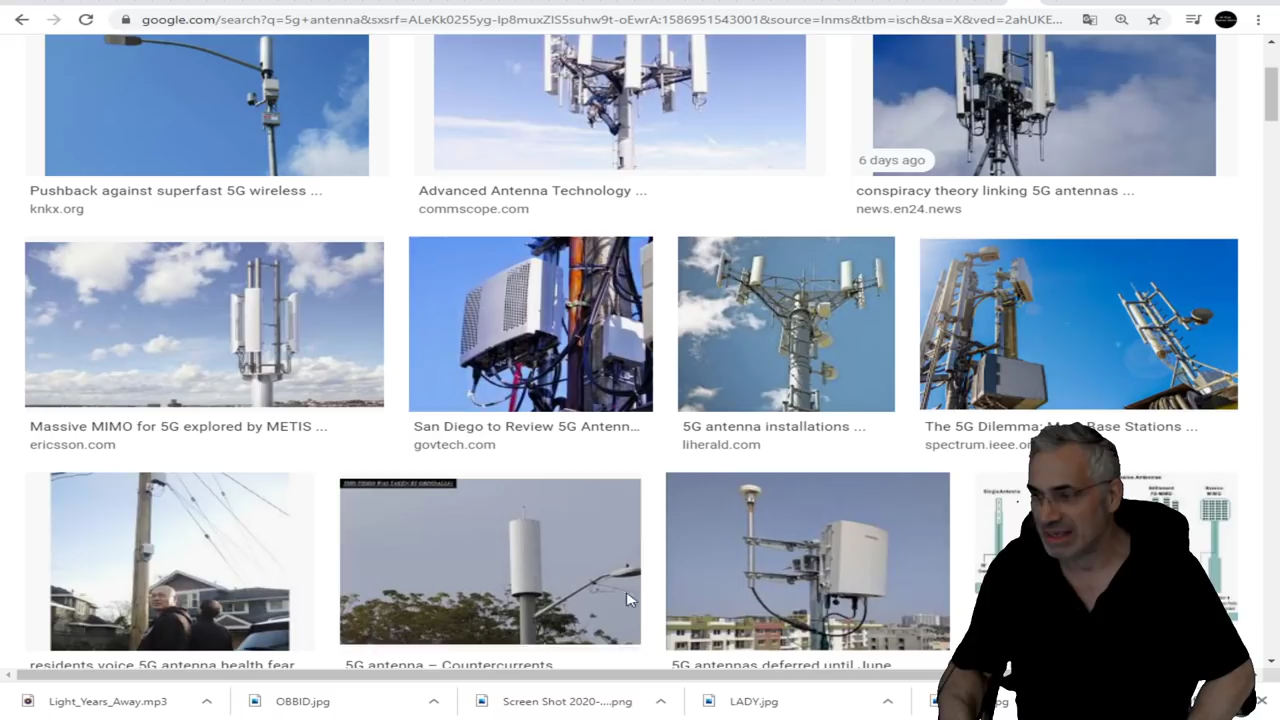 google.com/search?q=5g+antenna&sxsrf=ALeKk0255yg-Ip8muxZIS5suhw9t-oEwrA:1586951543001&source=lnms&tbm=isch&sa=X&ved=2ahUKE...
6 days ago
Pushback against superfast 5G wireless ...
knkx.org
Advanced Antenna Technology ...
commscope.com
conspiracy theory linking 5G antennas ...
news.en24.news
Massive MIMO for 5G explored by METIS ...
ericsson.com
San Diego to Review 5G Antenn...
govtech.com
5G antenna installations ...
liherald.com
The 5G Dilemma: Base Stations ...
spectrum.ieee.or
residents voice 5G antenna health fear
5G antenna – Countercurrents
5G antennas deferred until June
Light_Years_Away.mp3
OBBID.jpg
Screen Shot 2020-....png
LADY.jpg